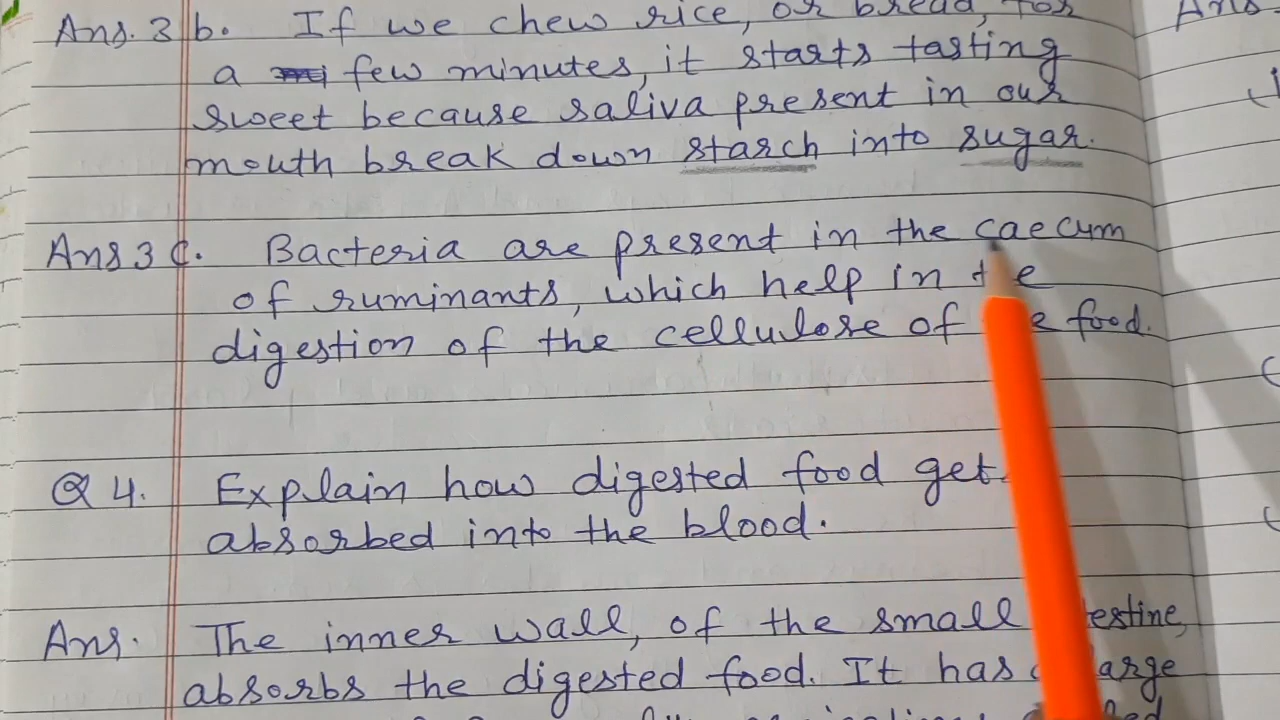 Ans. 3 b. If we chew rice, or bread, for
a few minutes, it starts tasting
sweet because saliva present in our
mouth break down starch into sugar.
Ans 3 c. Bacteria are present in the caecum
of ruminants, which help in the
digestion of the cellulose of food.
Q 4. Explain how digested food get
absorbed into the blood.
Ans. The inner wall, of the small
absorbs the digested food. It has
Ans